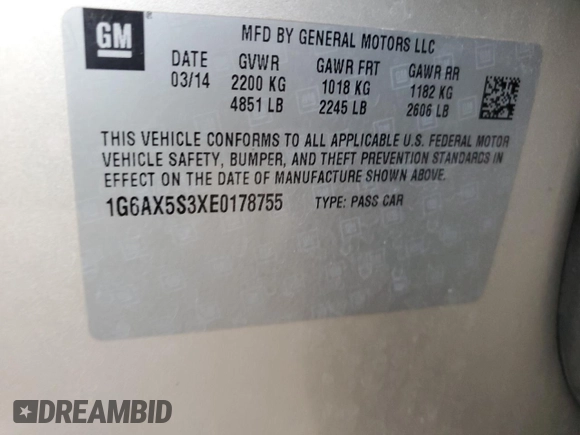 GM
MFD BY GENERAL MOTORS LLC
DATE GVWR GAWR FRT GAWR RR
03/14 2200 KG 1018 KG 1182 KG
4851 LB 2245 LB 2606 LB
THIS VEHICLE CONFORMS TO ALL APPLICABLE U.S. FEDERAL MOTOR
VEHICLE SAFETY, BUMPER, AND THEFT PREVENTION STANDARDS IN
EFFECT ON THE DATE OF MANUFACTURE SHOWN ABOVE.
1G6AX5S3XE0178755 TYPE: PASS CAR
DREAMBID